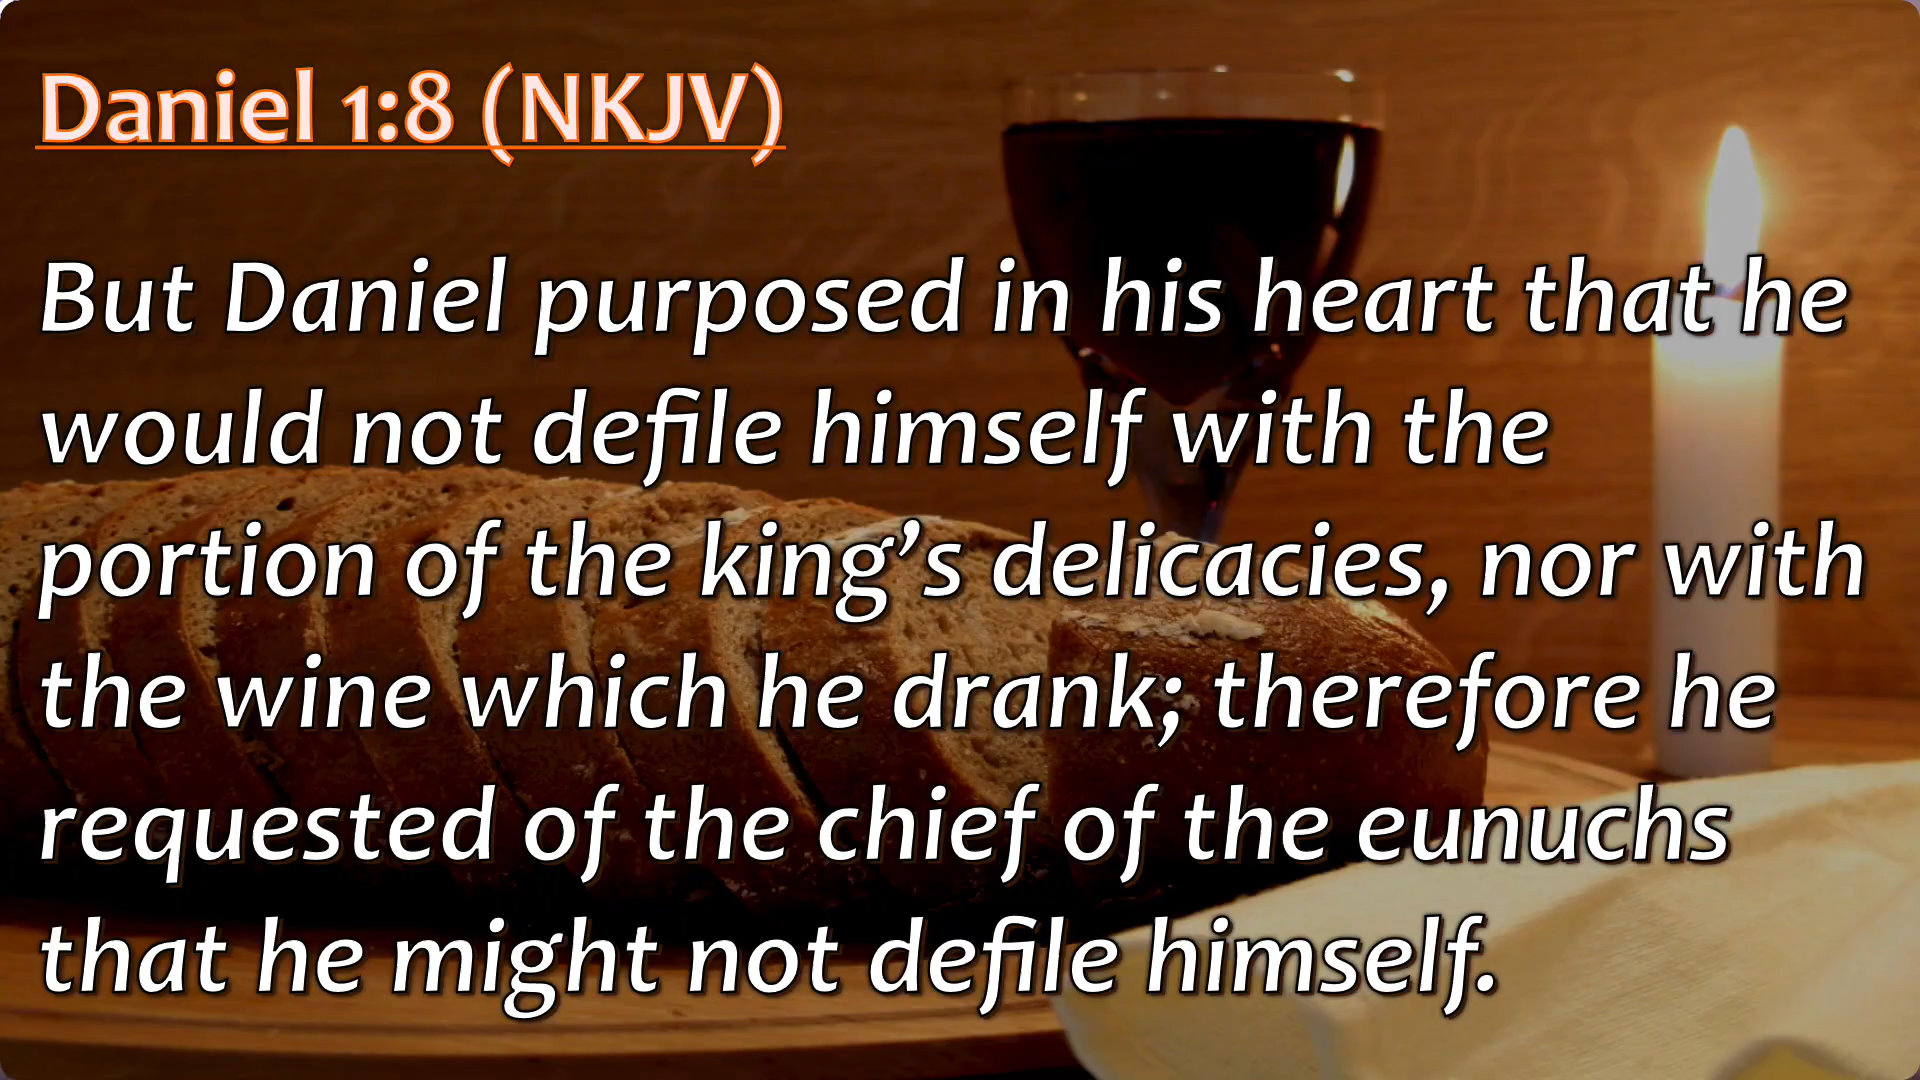 Daniel 1:8 (NKJV)
But Daniel purposed in his heart that he
would not defile himself with the
portion of the king’s delicacies, nor with
the wine which he drank; therefore he
requested of the chief of the eunuchs
that he might not defile himself.